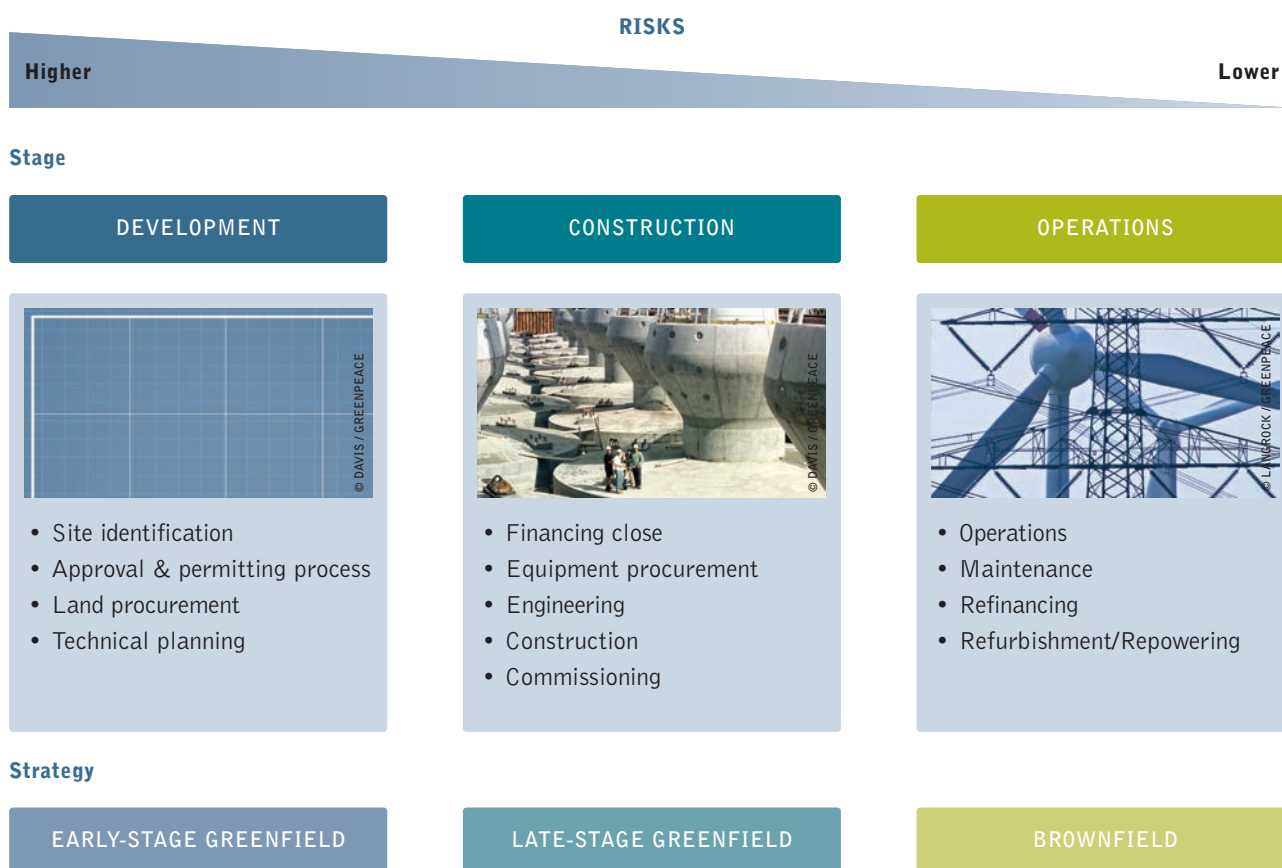 RISKS
Higher
Lower
Stage
DEVELOPMENT
CONSTRUCTION
OPERATIONS
© DAVIS / GREENPEACE
• Site identification
• Approval & permitting process
• Land procurement
• Technical planning
© DAVIS / GREENPEACE
• Financing close
• Equipment procurement
• Engineering
• Construction
• Commissioning
© LANGROCK / GREENPEACE
• Operations
• Maintenance
• Refinancing
• Refurbishment/Repowering
Strategy
EARLY-STAGE GREENFIELD
LATE-STAGE GREENFIELD
BROWNFIELD